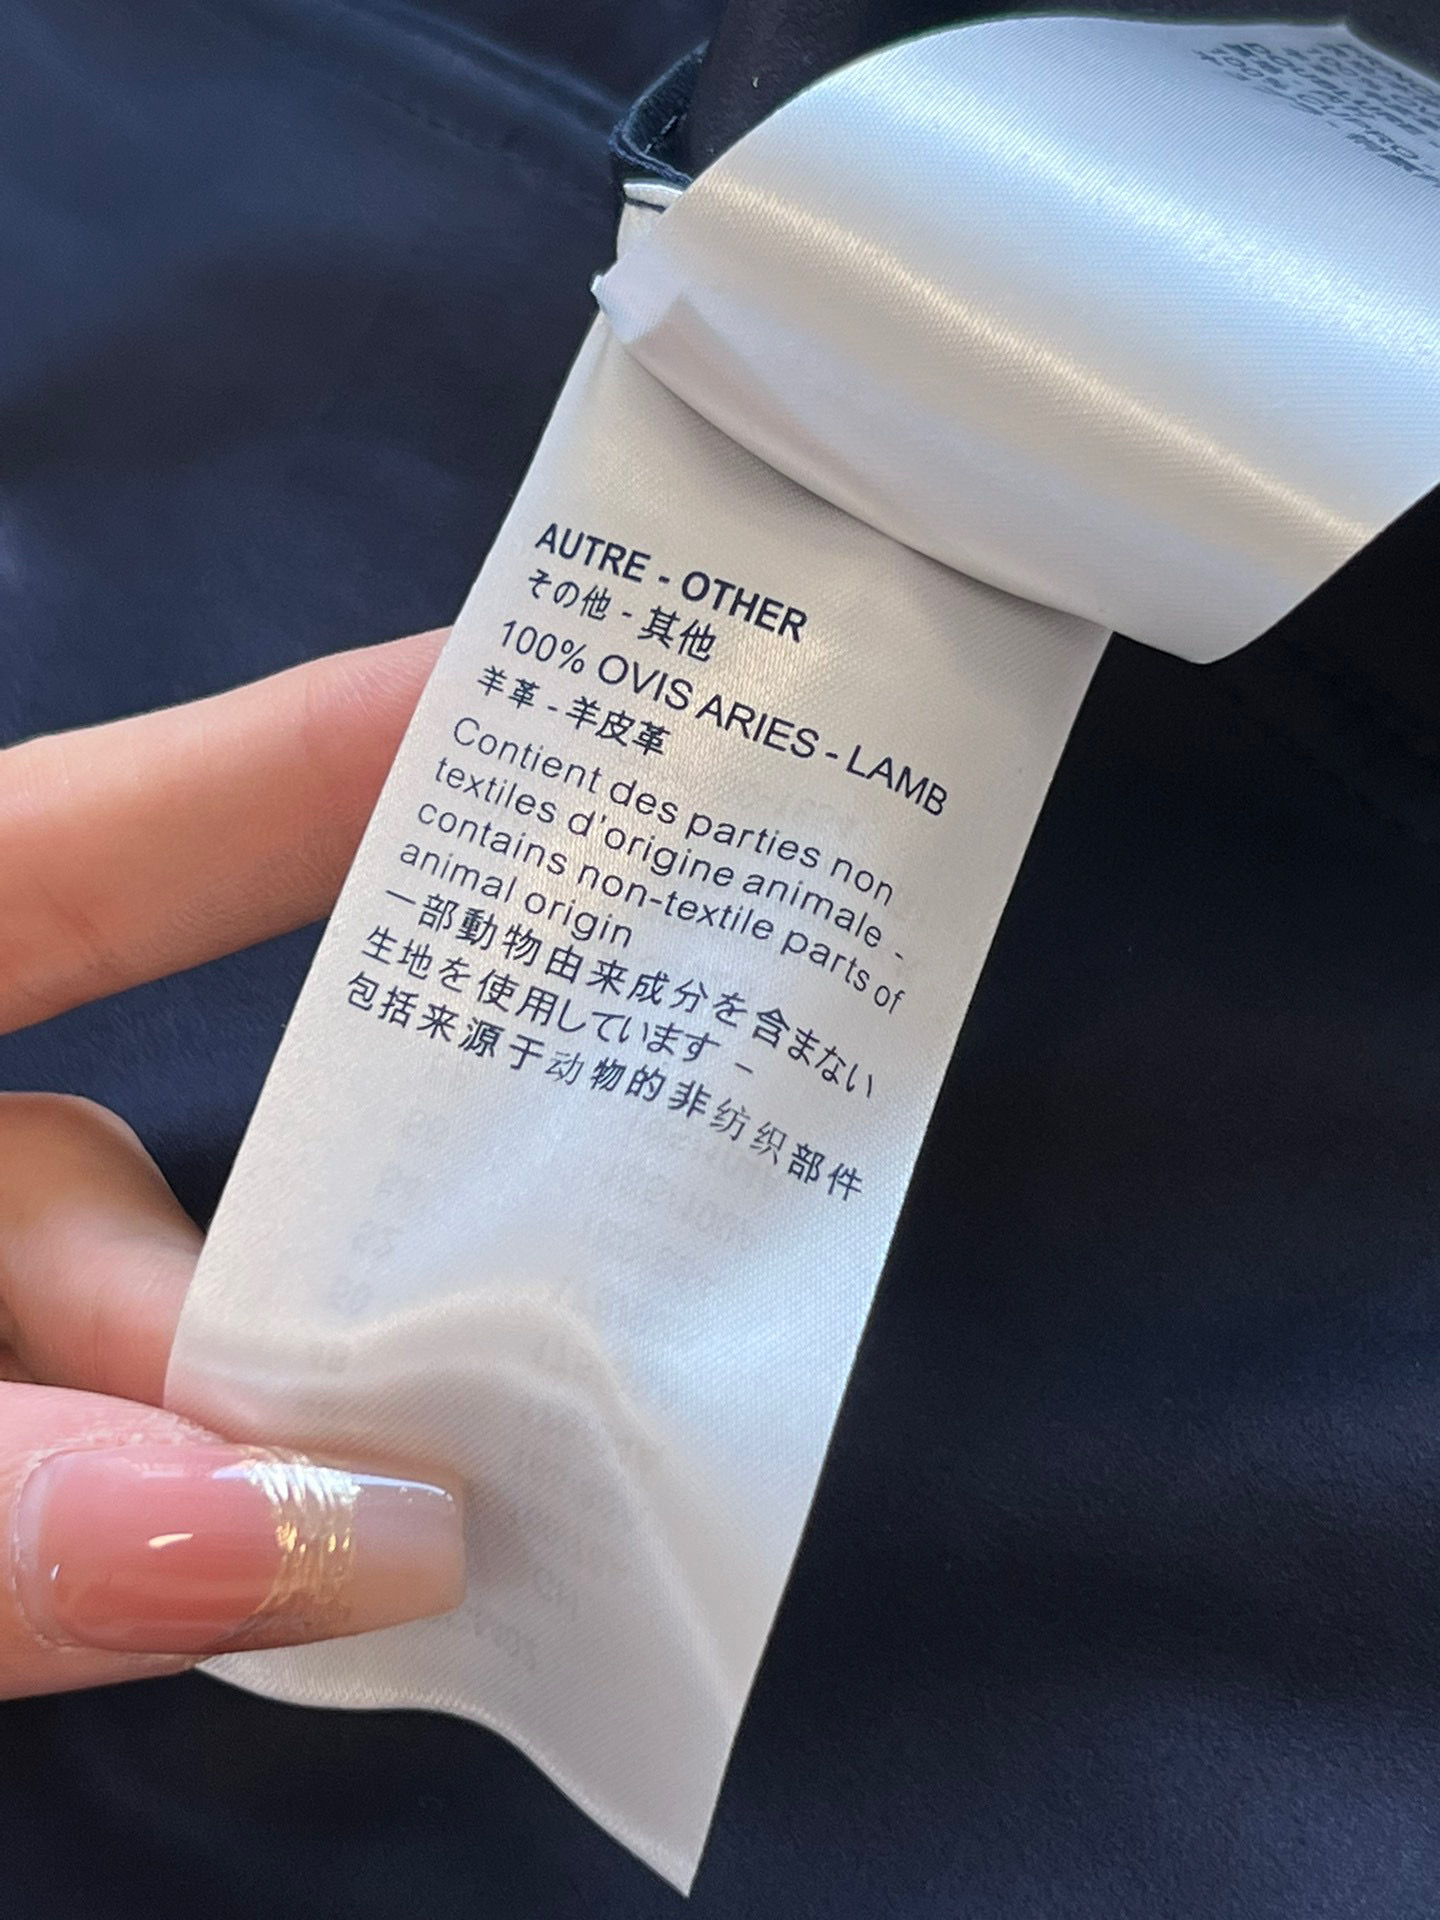 AUTRE - OTHER
その他 - 其他
100% OVIS ARIES - LAMB
羊革 - 羊皮革
Contient des parties non
textiles d'origine animale -
contains non-textile parts of
animal origin
一部動物由来成分を含まない
生地を使用しています –
包括来源于动物的非纺织部件